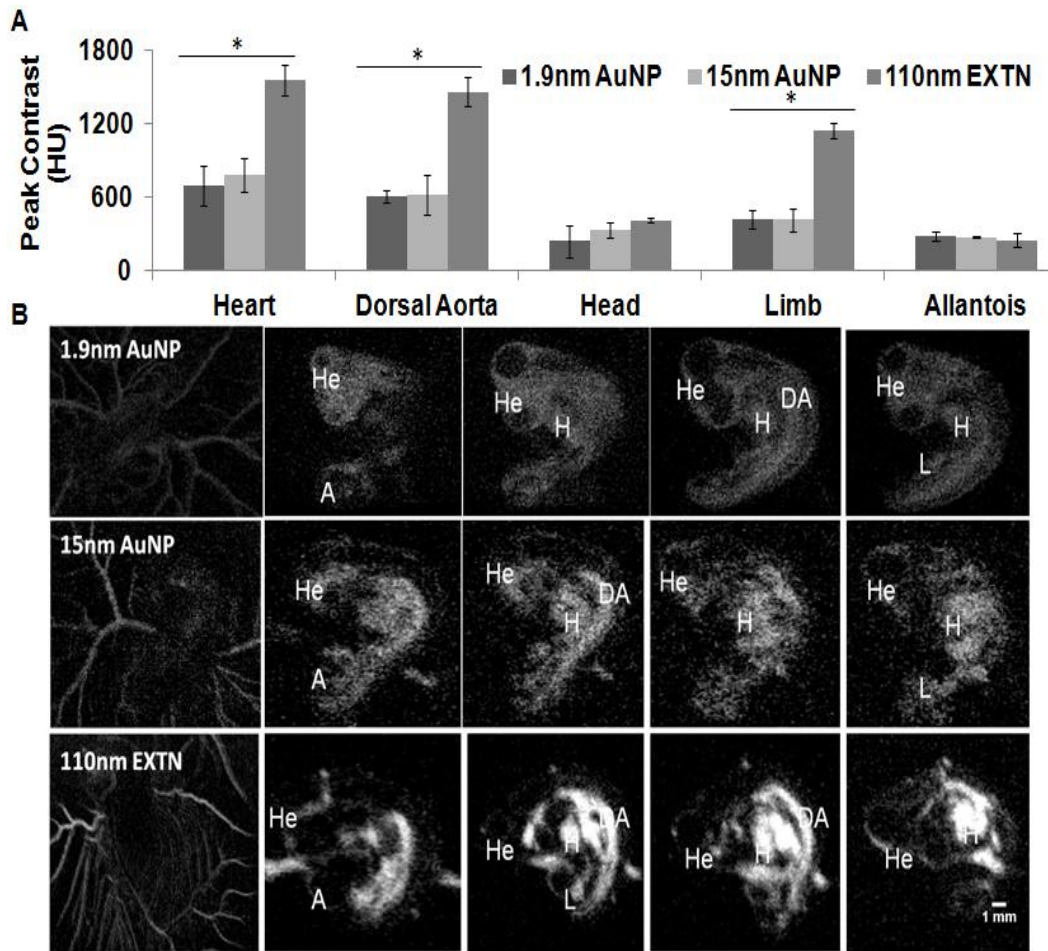 A
Peak Contrast
(HU)
1800
1200
600
0
*
*
*
1.9nm AuNP
15nm AuNP
110nm EXTN
Heart
Dorsal Aorta
Head
Limb
Allantois
B
1.9nm AuNP
He
A
He
H
He
H
DA
He
H
L
15nm AuNP
He
A
He
H
DA
He
H
He
H
L
110nm EXTN
He
A
He
H
DA
L
He
H
DA
He
H
1 mm